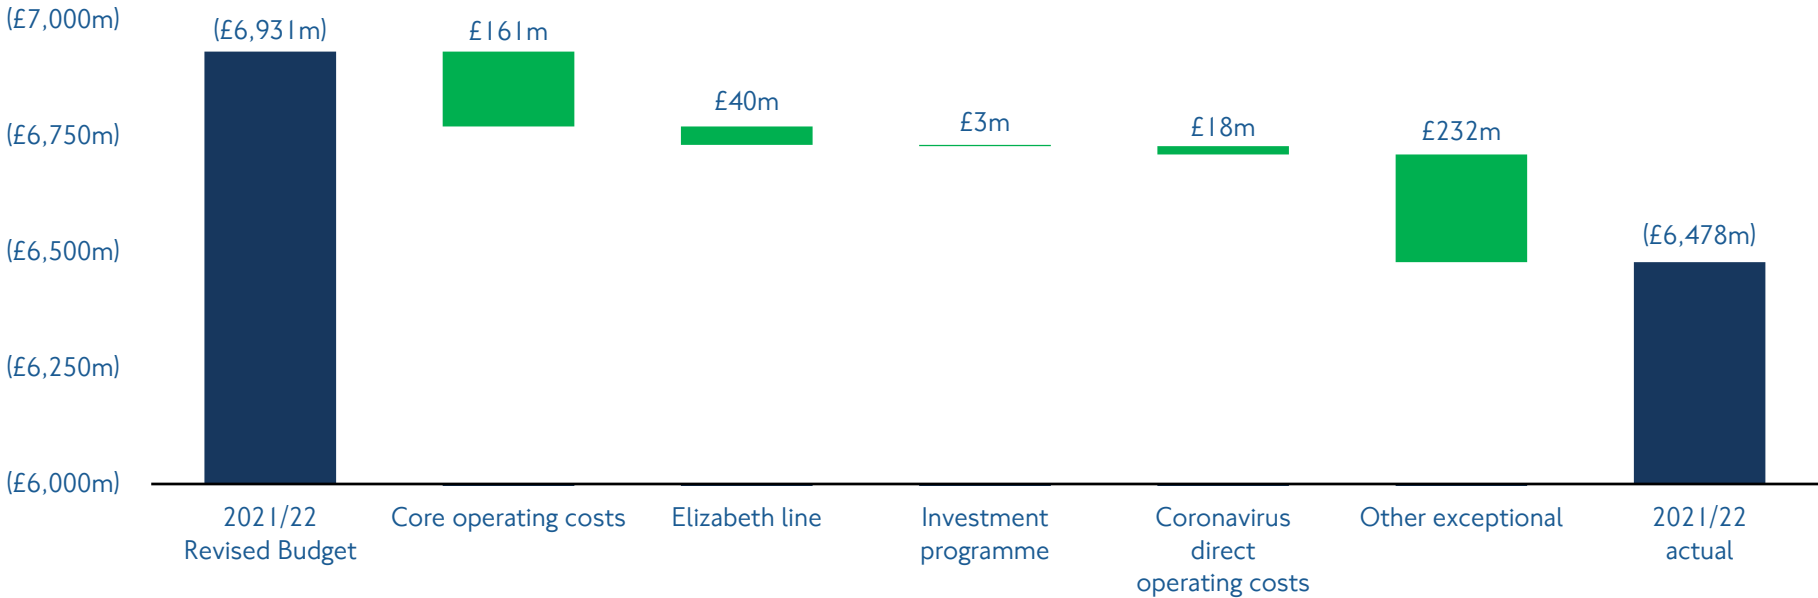 (£7,000m)
(£6,750m)
(£6,500m)
(£6,250m)
(£6,000m)
(£6,931m)
£161m
£40m
£3m
£18m
£232m
(£6,478m)
2021/22
Revised Budget
Core operating costs
Elizabeth line
Investment
programme
Coronavirus
direct
operating costs
Other exceptional
2021/22
actual